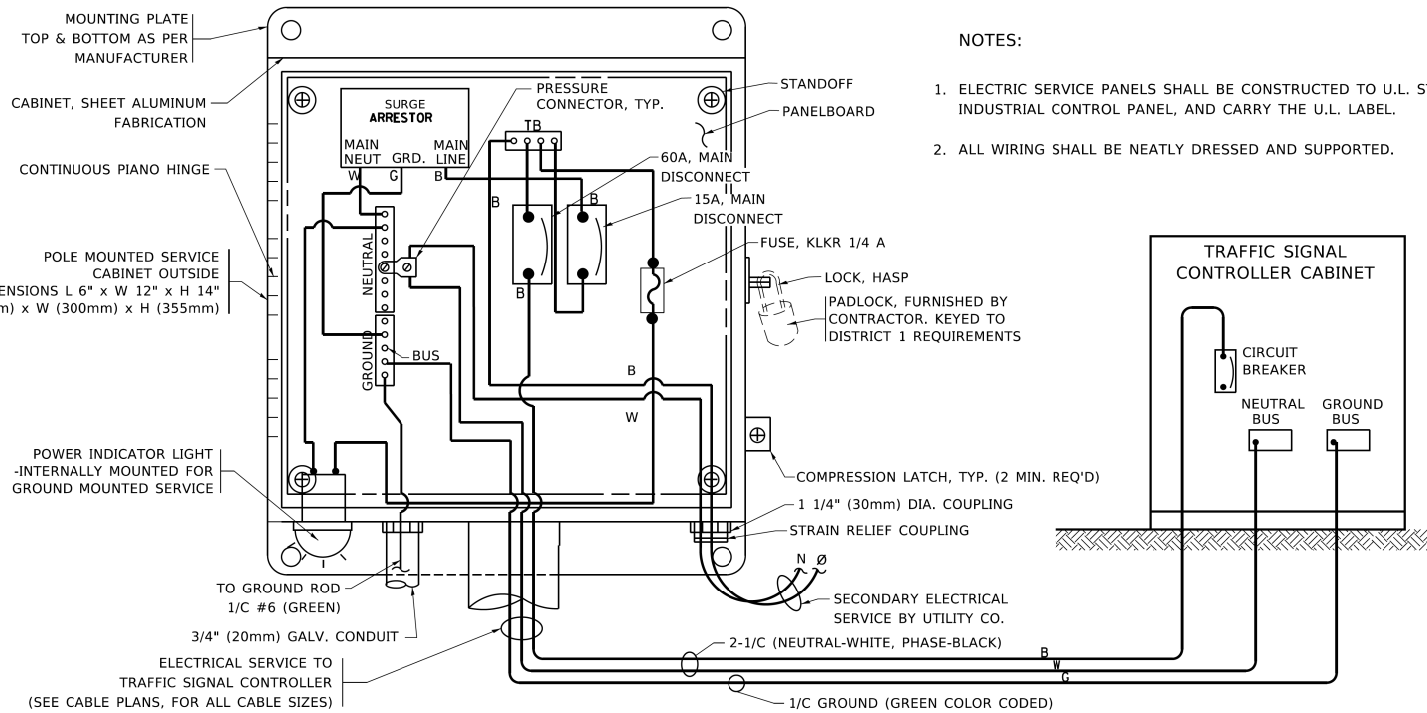 MOUNTING PLATE
TOP & BOTTOM AS PER
MANUFACTURER
CABINET, SHEET ALUMINUM
FABRICATION
CONTINUOUS PIANO HINGE
POLE MOUNTED SERVICE
CABINET OUTSIDE
L 6" x W 12" x H 14"
x W (300mm) x H (355mm)
POWER INDICATOR LIGHT
-INTERNALLY MOUNTED FOR
GROUND MOUNTED SERVICE
TO GROUND ROD
1/C #6 (GREEN)
3/4" (20mm) GALV. CONDUIT
ELECTRICAL SERVICE TO
TRAFFIC SIGNAL CONTROLLER
(SEE CABLE PLANS, FOR ALL CABLE SIZES)
SURGE
ARRESTOR
MAIN
NEUT
GRD.
MAIN
LINE
W
G
B
PRESSURE
CONNECTOR, TYP.
TB
B
B
B
NEUTRAL
GROUND
BUS
B
W
60A, MAIN
DISCONNECT
15A, MAIN
DISCONNECT
STANDOFF
PANELBOARD
FUSE, KLKR 1/4 A
LOCK, HASP
PADLOCK, FURNISHED BY
CONTRACTOR. KEYED TO
DISTRICT 1 REQUIREMENTS
COMPRESSION LATCH, TYP. (2 MIN. REQ'D)
1 1/4" (30mm) DIA. COUPLING
STRAIN RELIEF COUPLING
N Ø
SECONDARY ELECTRICAL
SERVICE BY UTILITY CO.
2-1/C (NEUTRAL-WHITE, PHASE-BLACK)
B
W
G
1/C GROUND (GREEN COLOR CODED)
NOTES:
1. ELECTRIC SERVICE PANELS SHALL BE CONSTRUCTED TO U.L.
INDUSTRIAL CONTROL PANEL, AND CARRY THE U.L. LABEL.
2. ALL WIRING SHALL BE NEATLY DRESSED AND SUPPORTED.
TRAFFIC SIGNAL
CONTROLLER CABINET
CIRCUIT
BREAKER
NEUTRAL
BUS
GROUND
BUS